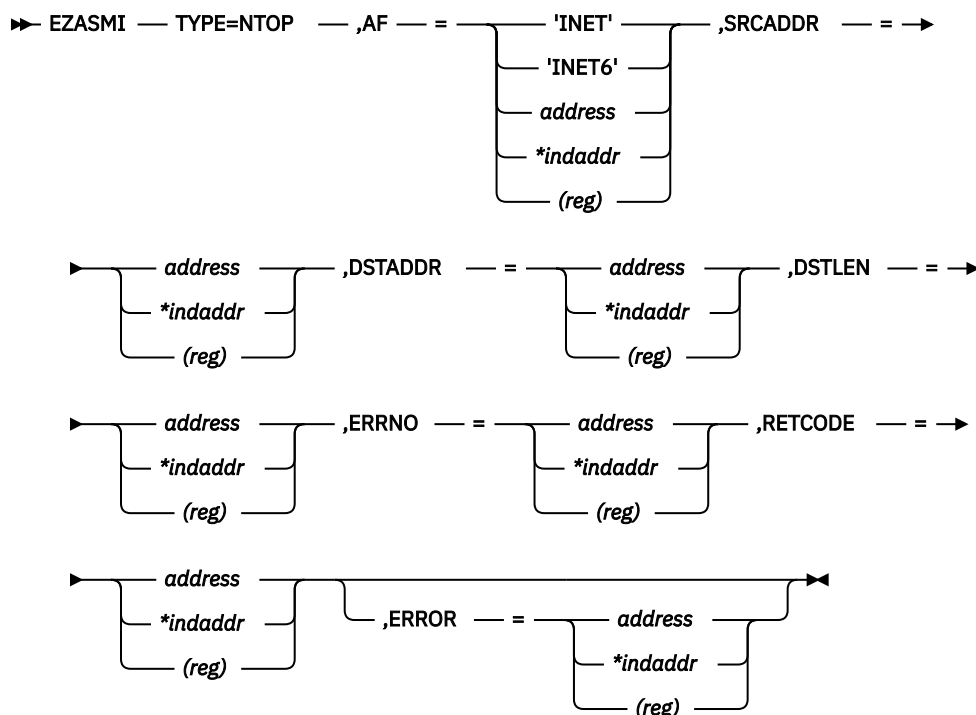 EZASMI TYPE=NTOP ,AF = 'INET' ,SRCADDR =
'INET6'
address
*indaddr
(reg)
address ,DSTADDR = address ,DSTLEN =
*indaddr *indaddr
(reg) (reg)
address ,ERRNO = address ,RETCODE =
*indaddr *indaddr
(reg) (reg)
address
*indaddr ,ERROR = address
(reg) *indaddr
(reg)